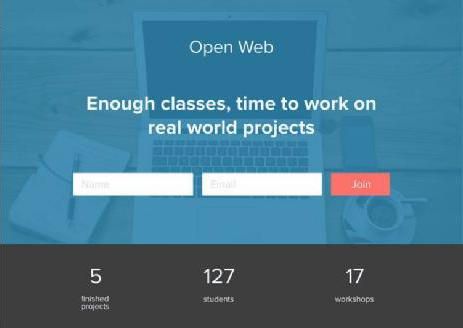 Open Web
Enough classes, time to work on
real world projects
Name
Email
Join
5
127
17
finished
projects
students
workshops